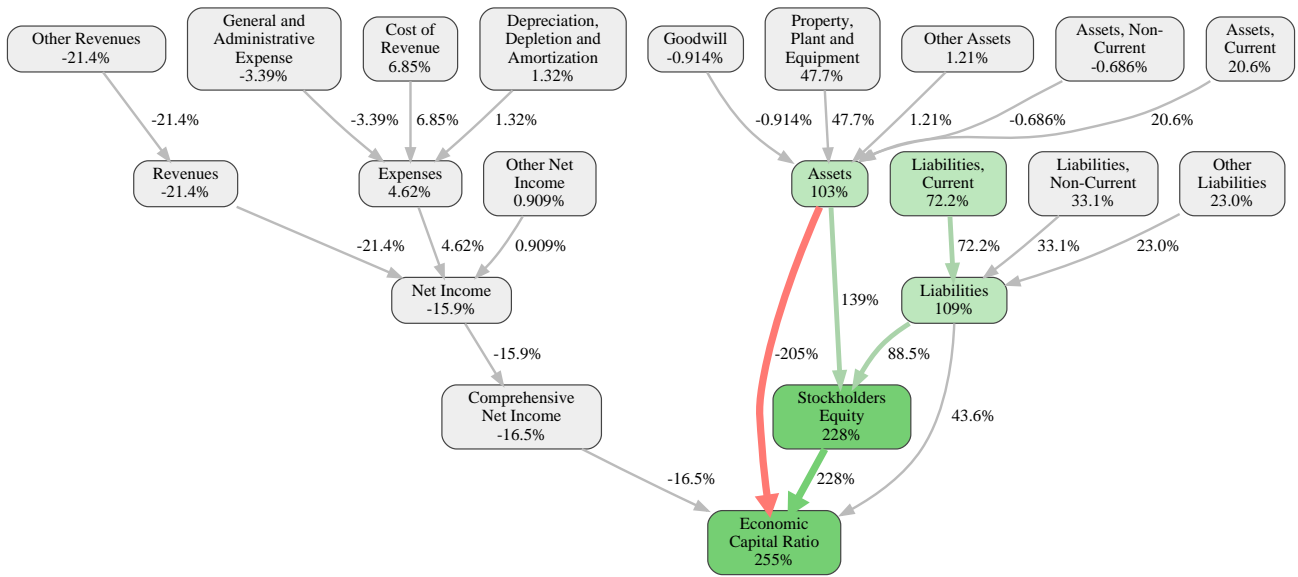 Other Revenues
-21.4%
General and
Administrative
Expense
-3.39%
Cost of
Revenue
6.85%
Depreciation,
Depletion and
Amortization
1.32%
Goodwill
-0.914%
Property,
Plant and
Equipment
47.7%
Other Assets
1.21%
Assets, Non-
Current
-0.686%
Assets,
Current
20.6%
-21.4%
-3.39%
6.85%
1.32%
-0.914%
47.7%
1.21%
-0.686%
20.6%
Revenues
-21.4%
Expenses
4.62%
Other Net
Income
0.909%
Assets
103%
Liabilities,
Current
72.2%
Liabilities,
Non-Current
33.1%
Other
Liabilities
23.0%
-21.4%
4.62%
0.909%
72.2%
33.1%
23.0%
Net Income
-15.9%
139%
Liabilities
109%
-15.9%
-205%
88.5%
Comprehensive
Net Income
-16.5%
Stockholders
Equity
228%
43.6%
-16.5%
228%
Economic
Capital Ratio
255%